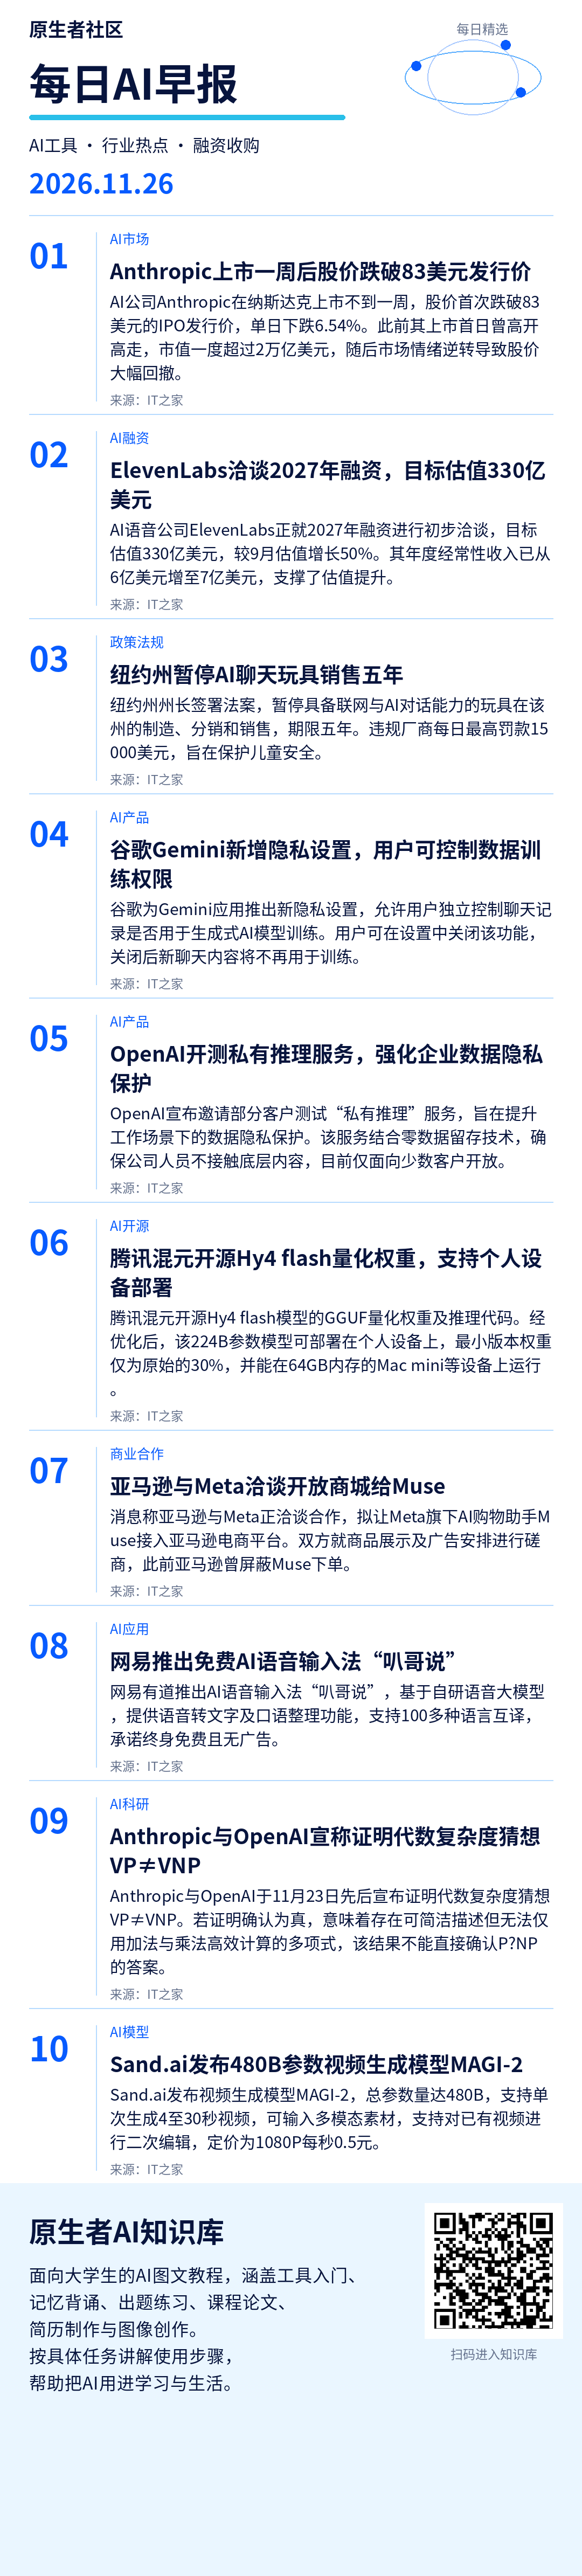 原生者社区
每日精选
每日AI早报
AI工具 · 行业热点 · 融资收购
2026.11.26
01
AI市场
Anthropic上市一周后股价跌破83美元发行价
AI公司Anthropic在纳斯达克上市不到一周，股价首次跌破83
美元的IPO发行价，单日下跌6.54%。此前其上市首日曾高开
高走，市值一度超过2万亿美元，随后市场情绪逆转导致股价
大幅回撤。
来源：IT之家
02
AI融资
ElevenLabs洽谈2027年融资，目标估值330亿
美元
AI语音公司ElevenLabs正就2027年融资进行初步洽谈，目标
估值330亿美元，较9月估值增长50%。其年度经常性收入已从
6亿美元增至7亿美元，支撑了估值提升。
来源：IT之家
03
政策法规
纽约州暂停AI聊天玩具销售五年
纽约州州长签署法案，暂停具备联网与AI对话能力的玩具在该
州的制造、分销和销售，期限五年。违规厂商每日最高罚款15
000美元，旨在保护儿童安全。
来源：IT之家
04
AI产品
谷歌Gemini新增隐私设置，用户可控制数据训
练权限
谷歌为Gemini应用推出新隐私设置，允许用户独立控制聊天记
录是否用于生成式AI模型训练。用户可在设置中关闭该功能，
关闭后新聊天内容将不再用于训练。
来源：IT之家
05
AI产品
OpenAI开测私有推理服务，强化企业数据隐私
保护
OpenAI宣布邀请部分客户测试“私有推理”服务，旨在提升
工作场景下的数据隐私保护。该服务结合零数据留存技术，确
保公司人员不接触底层内容，目前仅面向少数客户开放。
来源：IT之家
06
AI开源
腾讯混元开源Hy4 flash量化权重，支持个人设
备部署
腾讯混元开源Hy4 flash模型的GGUF量化权重及推理代码。经
优化后，该224B参数模型可部署在个人设备上，最小版本权重
仅为原始的30%，并能在64GB内存的Mac mini等设备上运行
。
来源：IT之家
07
商业合作
亚马逊与Meta洽谈开放商城给Muse
消息称亚马逊与Meta正洽谈合作，拟让Meta旗下AI购物助手M
use接入亚马逊电商平台。双方就商品展示及广告安排进行磋
商，此前亚马逊曾屏蔽Muse下单。
来源：IT之家
08
AI应用
网易推出免费AI语音输入法“叭哥说”
网易有道推出AI语音输入法“叭哥说”，基于自研语音大模型
，提供语音转文字及口语整理功能，支持100多种语言互译，
承诺终身免费且无广告。
来源：IT之家
09
AI科研
Anthropic与OpenAI宣称证明代数复杂度猜想
VP≠VNP
Anthropic与OpenAI于11月23日先后宣布证明代数复杂度猜想
VP≠VNP。若证明确认为真，意味着存在可简洁描述但无法仅
用加法与乘法高效计算的多项式，该结果不能直接确认P?NP
的答案。
来源：IT之家
10
AI模型
Sand.ai发布480B参数视频生成模型MAGI-2
Sand.ai发布视频生成模型MAGI-2，总参数量达480B，支持单
次生成4至30秒视频，可输入多模态素材，支持对已有视频进
行二次编辑，定价为1080P每秒0.5元。
来源：IT之家
原生者AI知识库
面向大学生的AI图文教程，涵盖工具入门、
记忆背诵、出题练习、课程论文、
简历制作与图像创作。
按具体任务讲解使用步骤，
帮助把AI用进学习与生活。
扫码进入知识库